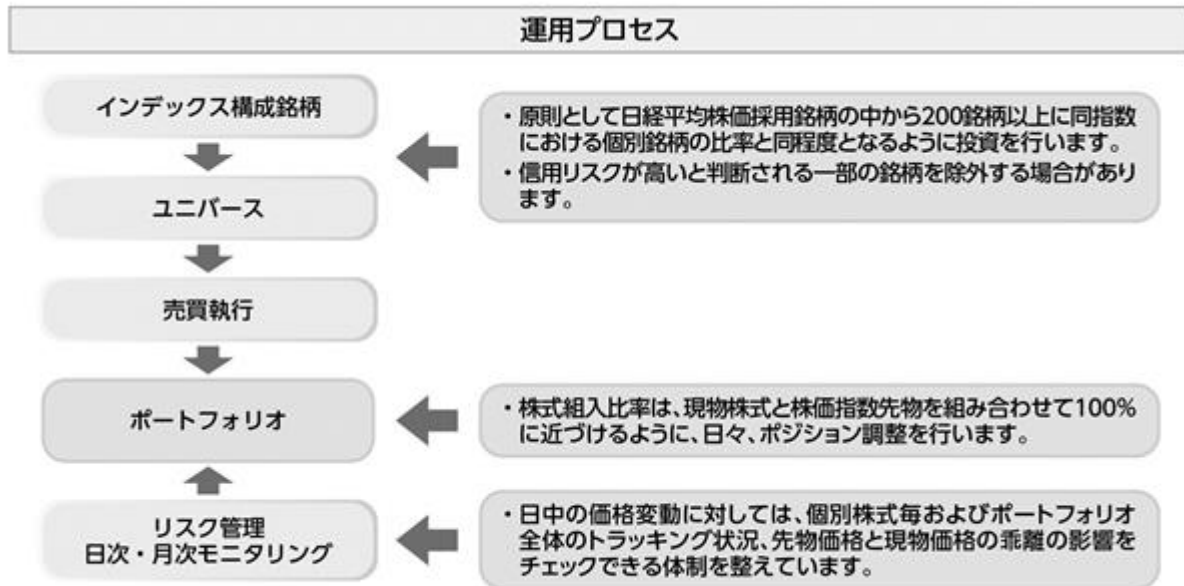 運用プロセス
インデックス構成銘柄
・原則として日経平均株価採用銘柄の中から200銘柄以上に同指数
における個別銘柄の比率と同程度となるように投資を行います。
・信用リスクが高いと判断される一部の銘柄を除外する場合があり
ます。
ユニバース
売買執行
ポートフォリオ
・株式組入比率は、現物株式と株価指数先物を組み合わせて100%
に近づけるように、日々、ポジション調整を行います。
リスク管理
日次・月次モニタリング
・日中の価格変動に対しては、個別株式毎およびポートフォリオ
全体のトラッキング状況、先物価格と現物価格の乖離の影響を
チェックできる体制を整えています。